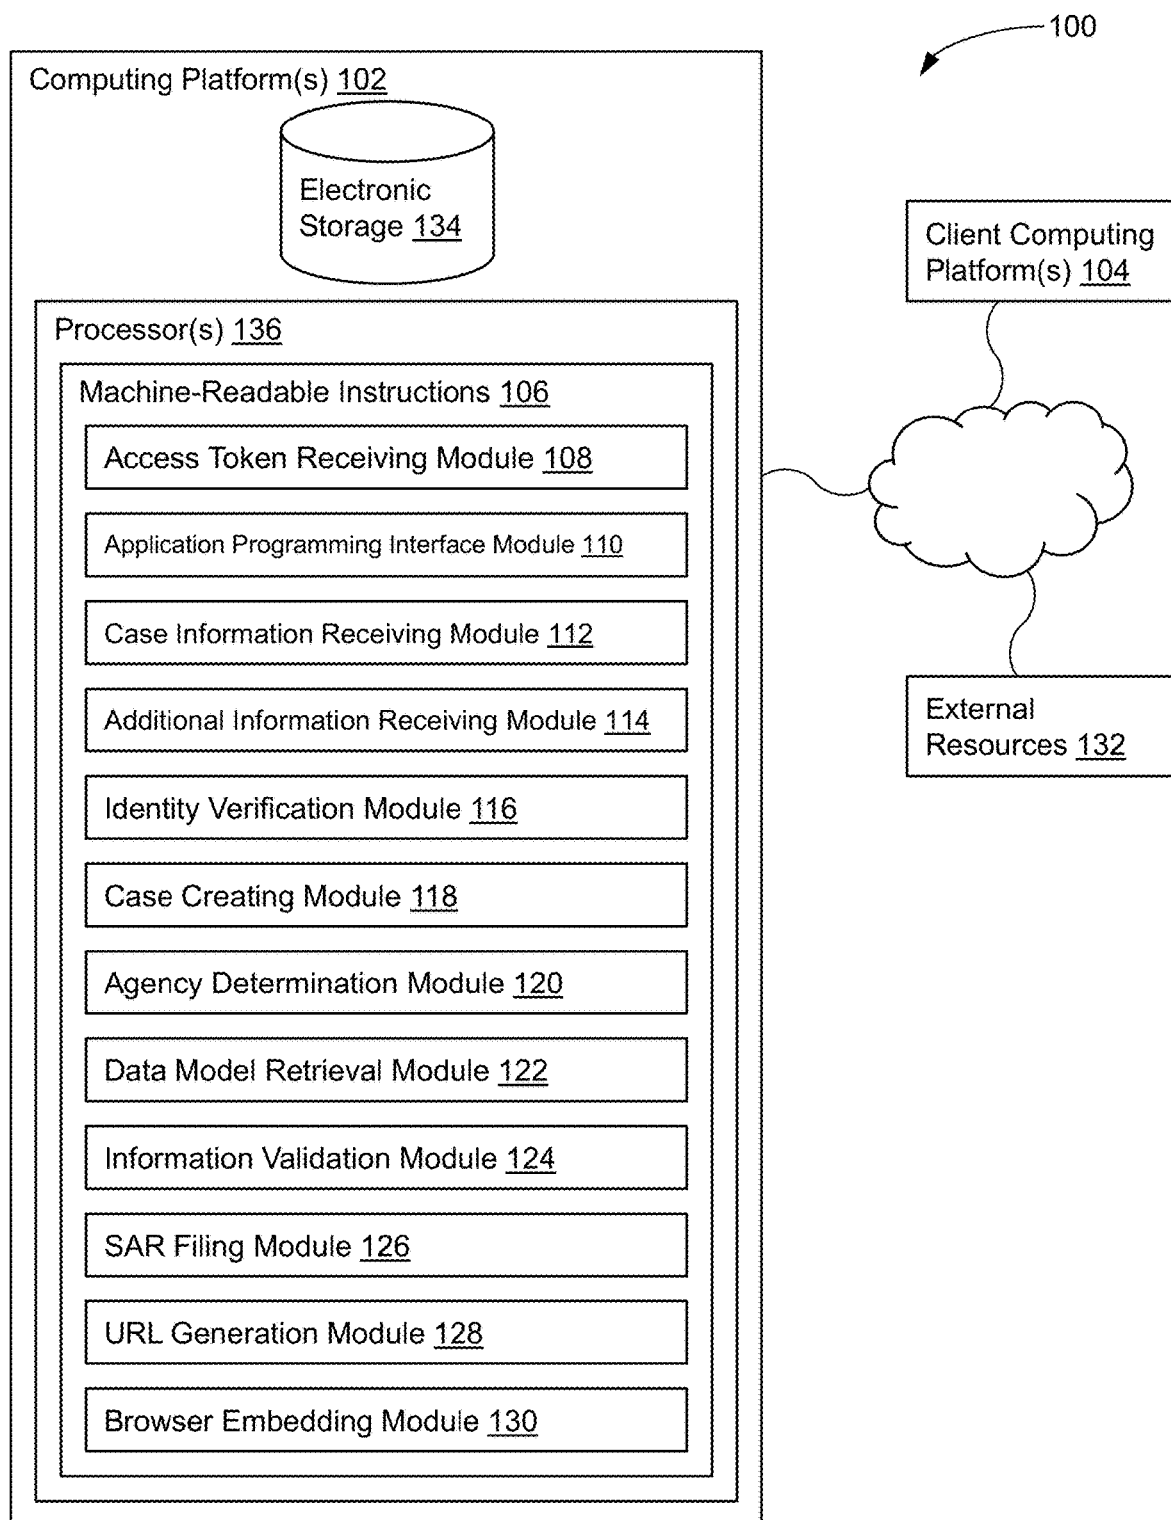 100
Computing Platform(s) 102
Electronic
Storage 134
Client Computing
Platform(s) 104
Processor(s) 136
Machine-Readable Instructions 106
Access Token Receiving Module 108
Application Programming Interface Module 110
Case Information Receiving Module 112
Additional Information Receiving Module 114
External
Resources 132
Identity Verification Module 116
Case Creating Module 118
Agency Determination Module 120
Data Model Retrieval Module 122
Information Validation Module 124
SAR Filing Module 126
URL Generation Module 128
Browser Embedding Module 130